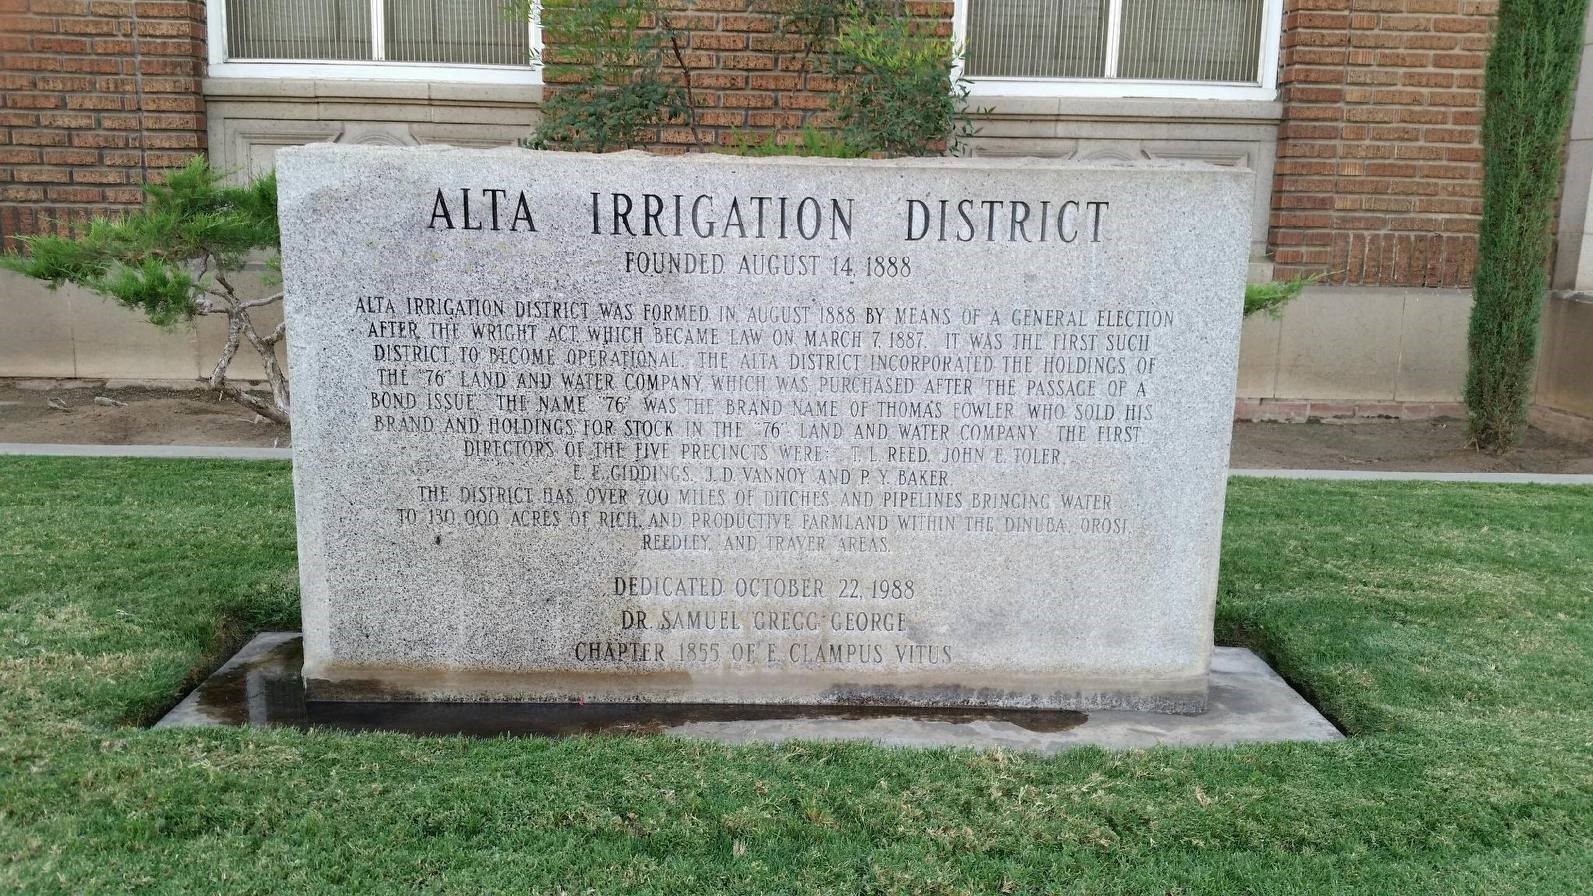 ALTA IRRIGATION DISTRICT
FOUNDED AUGUST 14, 1888
ALTA IRRIGATION DISTRICT WAS FORMED IN AUGUST 1888 BY MEANS OF A GENERAL ELECTION
AFTER THE WRIGHT ACT, WHICH BECAME LAW ON MARCH 7, 1887. IT WAS THE FIRST SUCH
DISTRICT TO BECOME OPERATIONAL. THE ALTA DISTRICT INCORPORATED THE HOLDINGS OF
THE "76" LAND AND WATER COMPANY, WHICH WAS PURCHASED AFTER THE PASSAGE OF A
BOND ISSUE. THE NAME "76" WAS THE BRAND NAME OF THOMAS FOWLER, WHO SOLD HIS
BRAND AND HOLDINGS FOR STOCK IN THE "76" LAND AND WATER COMPANY. THE FIRST
DIRECTORS OF THE FIVE PRECINCTS WERE: T. L. REED, JOHN E. TOLER,
E. E. GIDDINGS, J. D. VANNOY AND P. Y. BAKER.
THE DISTRICT HAS OVER 700 MILES OF DITCHES AND PIPELINES BRINGING WATER
TO 130,000 ACRES OF RICH AND PRODUCTIVE FARMLAND WITHIN THE DINUBA, OROSI,
REEDLEY, AND TRAVER AREAS.
DEDICATED OCTOBER 22, 1988
DR. SAMUEL GREGG GEORGE
CHAPTER 1855 OF E CLAMPUS VITUS